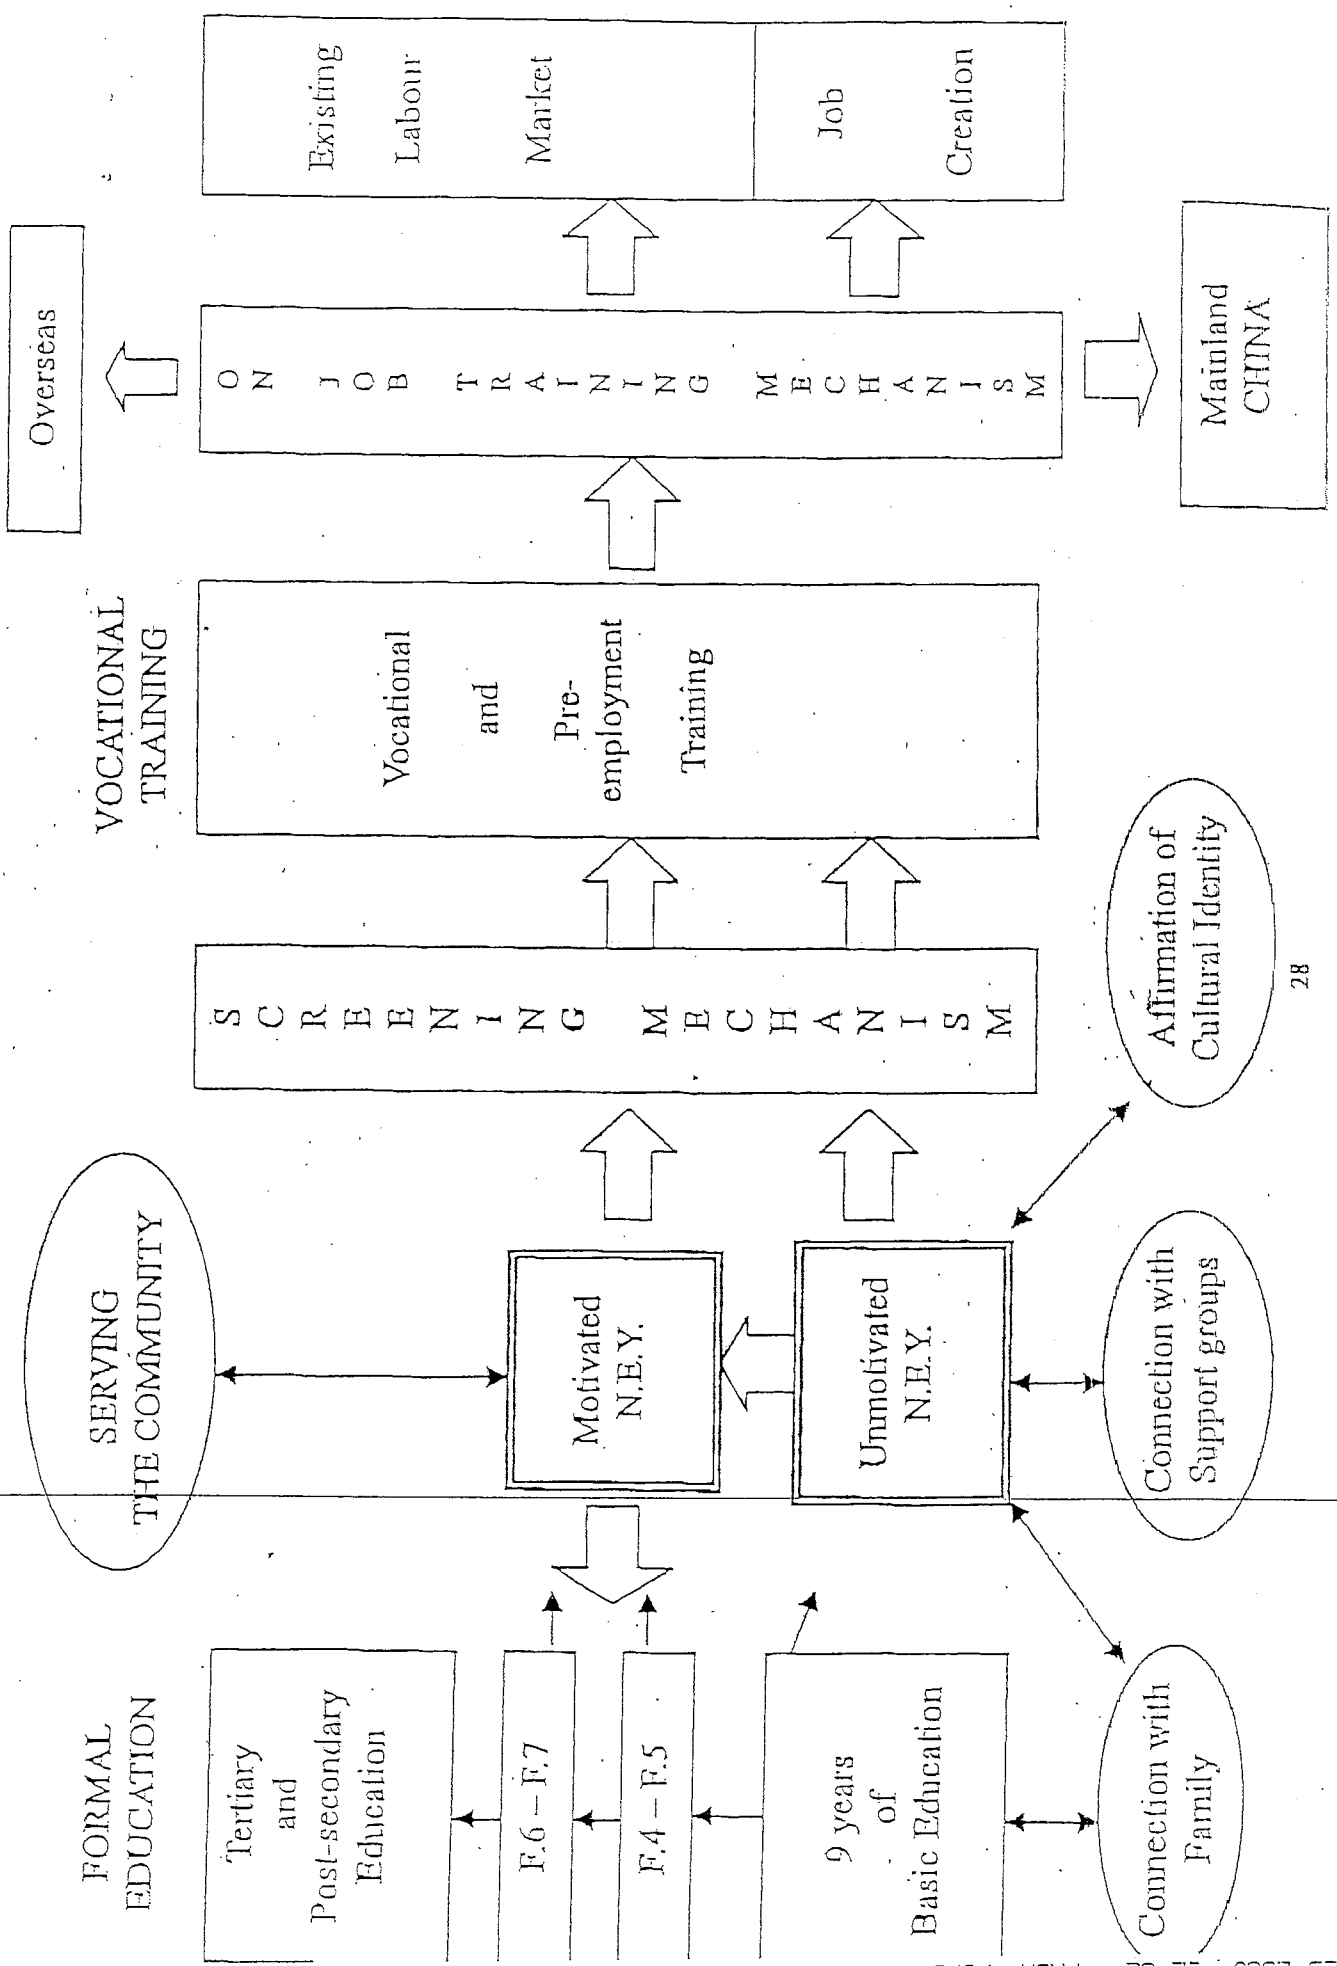 FORMAL
EDUCATION
Tertiary
and
Post-secondary
Education
F.6 – F.7
F.4 – F.5
9 years
of
Basic Education
Connection with
Family
SERVING
THE COMMUNITY
Motivated
N.E.Y.
Unmotivated
N.E.Y.
Connection with
Support groups
Affirmation of
Cultural Identity
SCREENING MECHANISM
VOCATIONAL
TRAINING
Vocational
and
Pre-
employment
Training
ON JOB TRAINING MECHANISM
Overseas
Mainland
CHINA
Existing
Labour
Market
Job
Creation
28